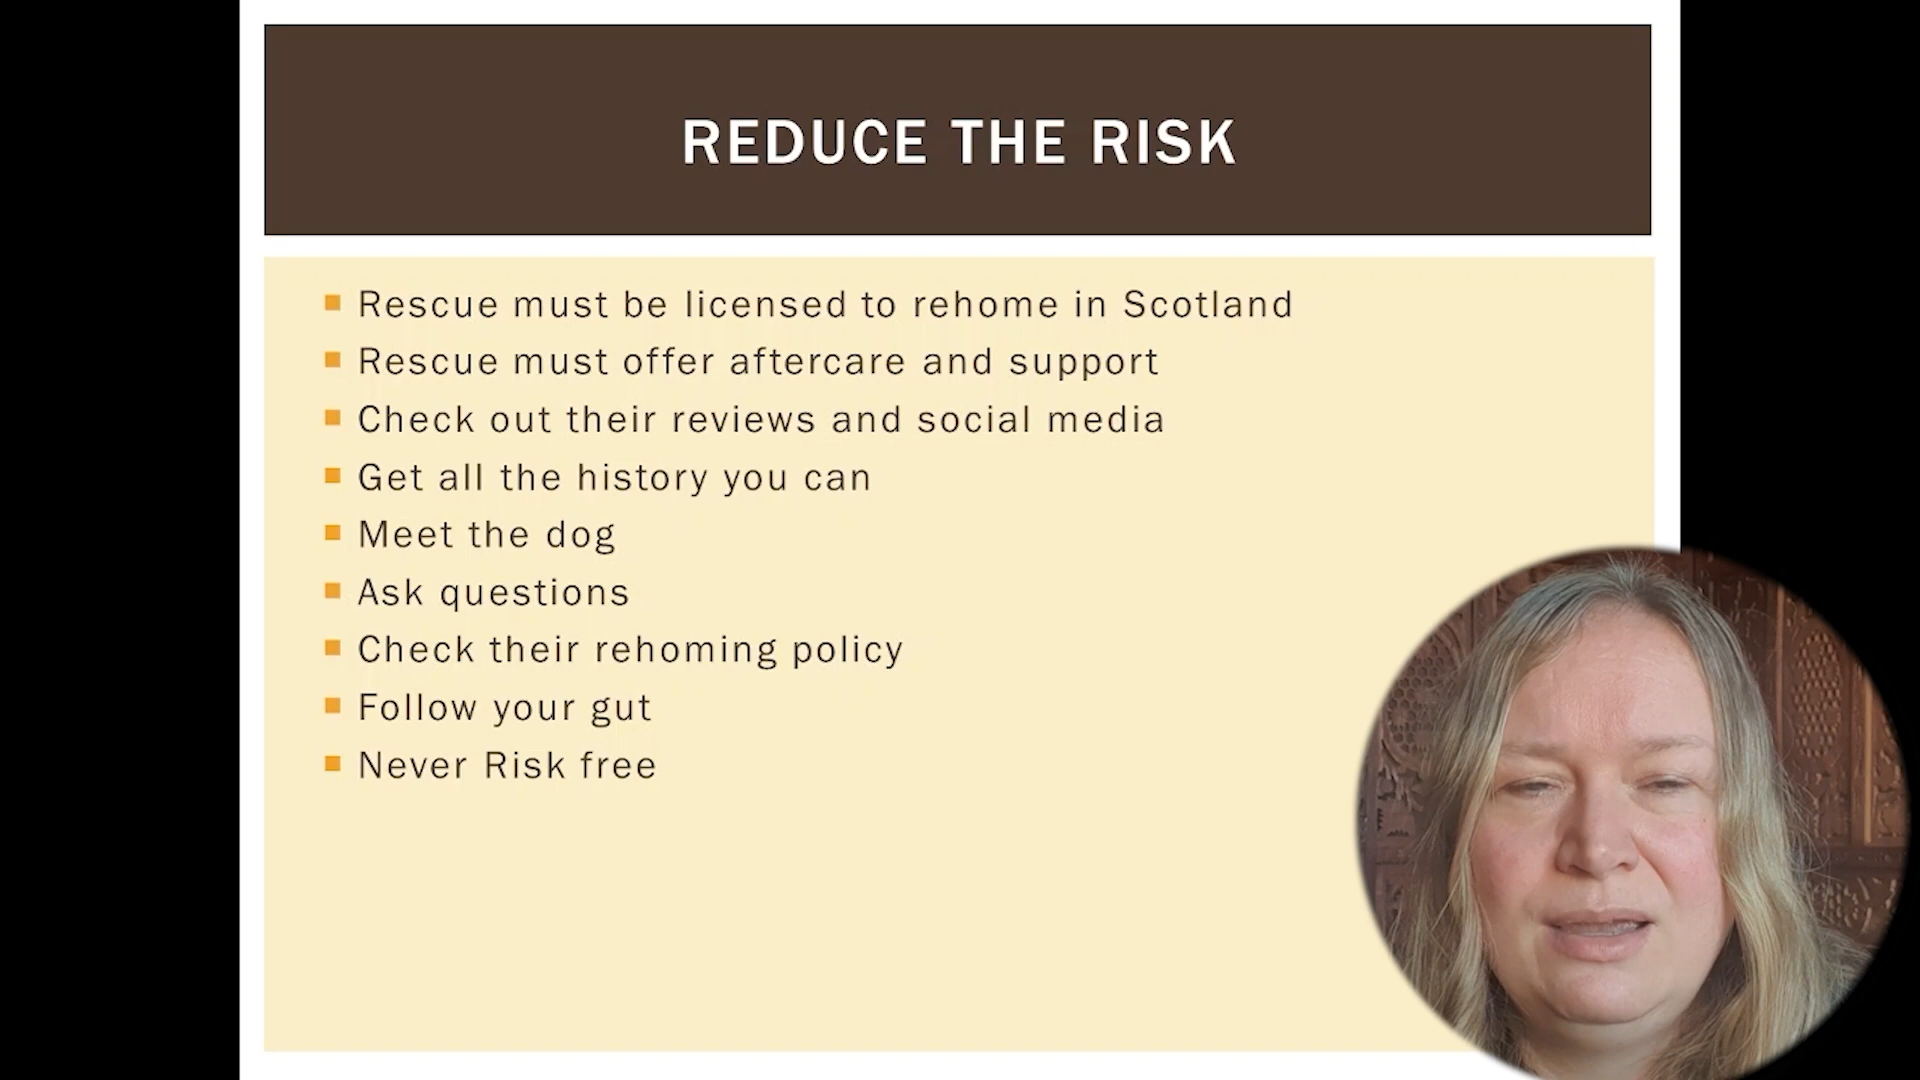 REDUCE THE RISK
Rescue must be licensed to rehome in Scotland
Rescue must offer aftercare and support
Check out their reviews and social media
Get all the history you can
Meet the dog
Ask questions
Check their rehoming policy
Follow your gut
Never Risk free